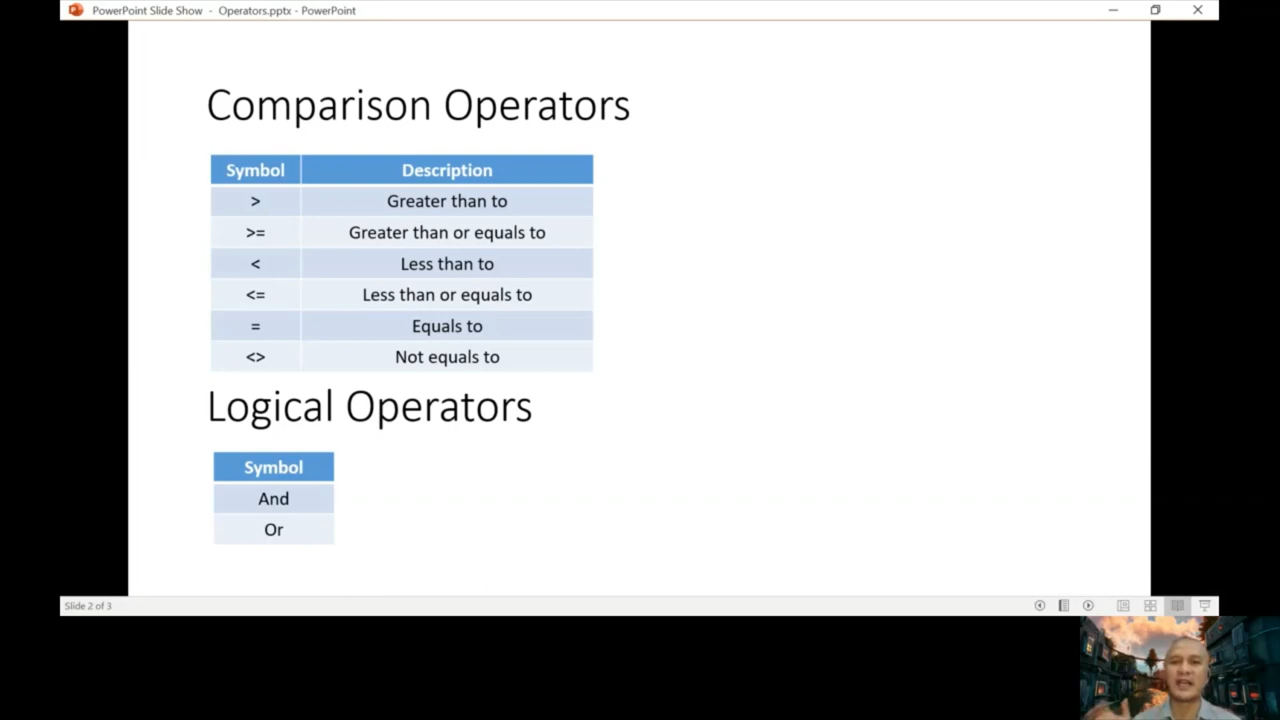 PowerPoint Slide Show - Operators.pptx - PowerPoint
Comparison Operators
Symbol Description
> Greater than to
>= Greater than or equals to
< Less than to
<= Less than or equals to
= Equals to
<> Not equals to
Logical Operators
Symbol
And
Or
Slide 2 of 3